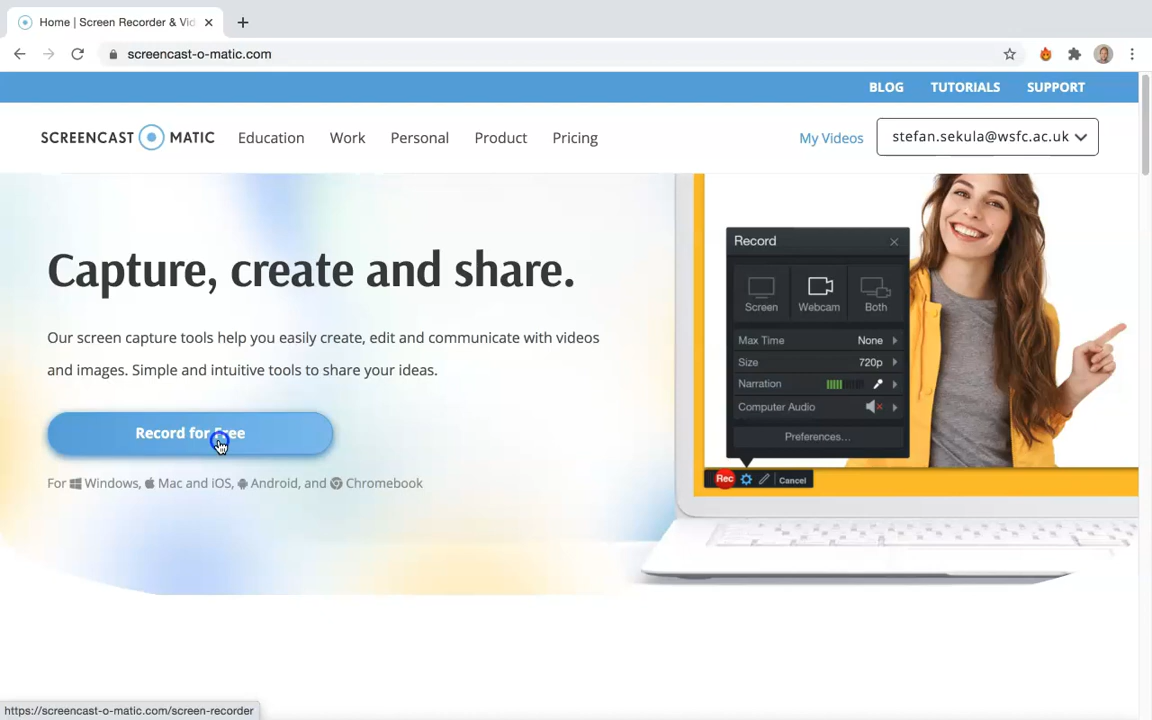 Home | Screen Recorder & Vid
screencast-o-matic.com
BLOG TUTORIALS SUPPORT
SCREENCAST MATIC Education Work Personal Product Pricing My Videos stefan.sekula@wsfc.ac.uk
Capture, create and share.
Our screen capture tools help you easily create, edit and communicate with videos
and images. Simple and intuitive tools to share your ideas.
Record for Free
For Windows, Mac and iOS, Android, and Chromebook
Record
Screen Webcam Both
Max Time None
Size 720p
Narration
Computer Audio
Preferences...
Rec Cancel
https://screencast-o-matic.com/screen-recorder